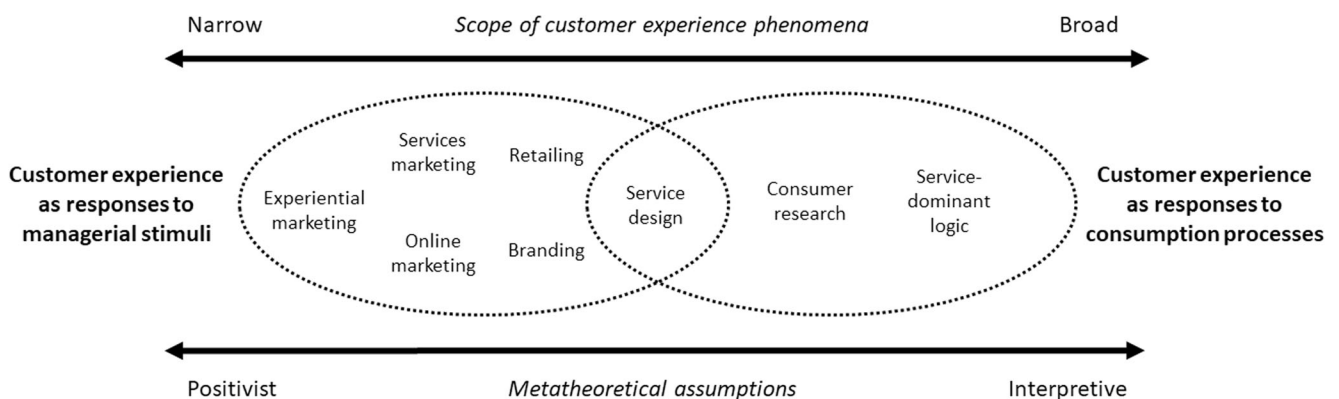 Narrow Scope of customer experience phenomena Broad
Customer experience
as responses to
managerial stimuli
Experiential
marketing
Services
marketing
Retailing
Online
marketing
Branding
Service
design
Consumer
research
Service-
dominant
logic
Customer experience
as responses to
consumption processes
Positivist Metatheoretical assumptions Interpretive